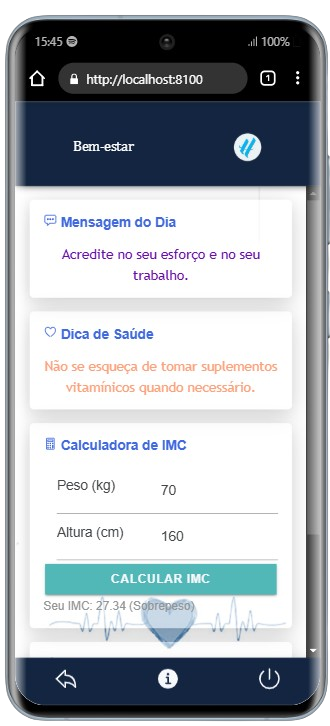 15:45 100%
http://localhost:8100 1
Bem-estar
Mensagem do Dia
Acredite no seu esforço e no seu
trabalho.
Dica de Saúde
Não se esqueça de tomar suplementos
vitamínicos quando necessário.
Calculadora de IMC
Peso (kg) 70
Altura (cm) 160
CALCULAR IMC
Seu IMC: 27.34 (Sobrepeso)